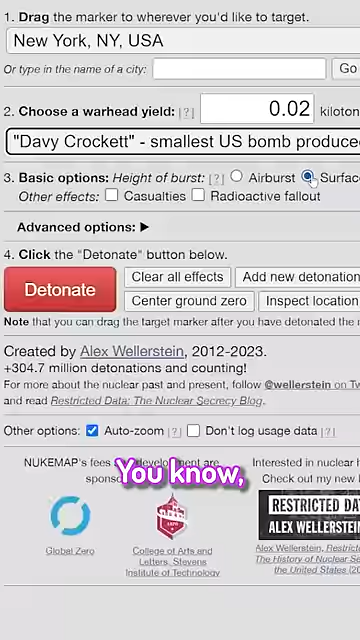 1. Drag the marker to wherever you'd like to target.
New York, NY, USA
Or type in the name of a city:
Go
2. Choose a warhead yield: [?] 0.02 kiloton
"Davy Crockett" - smallest US bomb produce
3. Basic options: Height of burst: [?] Airburst Surfac
Other effects: Casualties Radioactive fallout
Advanced options:
4. Click the "Detonate" button below.
Detonate
Clear all effects
Add new detonation
Center ground zero
Inspect location
Note that you can drag the target marker after you have detonated the
Created by Alex Wellerstein, 2012-2023.
+304.7 million detonations and counting!
For more about the nuclear past and present, follow @wellerstein on Tw
and read Restricted Data: The Nuclear Secrecy Blog.
Other options: Auto-zoom [?] Don't log usage data [?]
NUKEMAP's fees
development are
spons
Interested in nuclear h
Check out my new
You know,
Global Zero
College of Arts and
Letters, Stevens
Institute of Technology
RESTRICTED DAT
ALEX WELLERSTEIN
Alex Wellerstein, Restric
The History of Nuclear Se
the United States (20